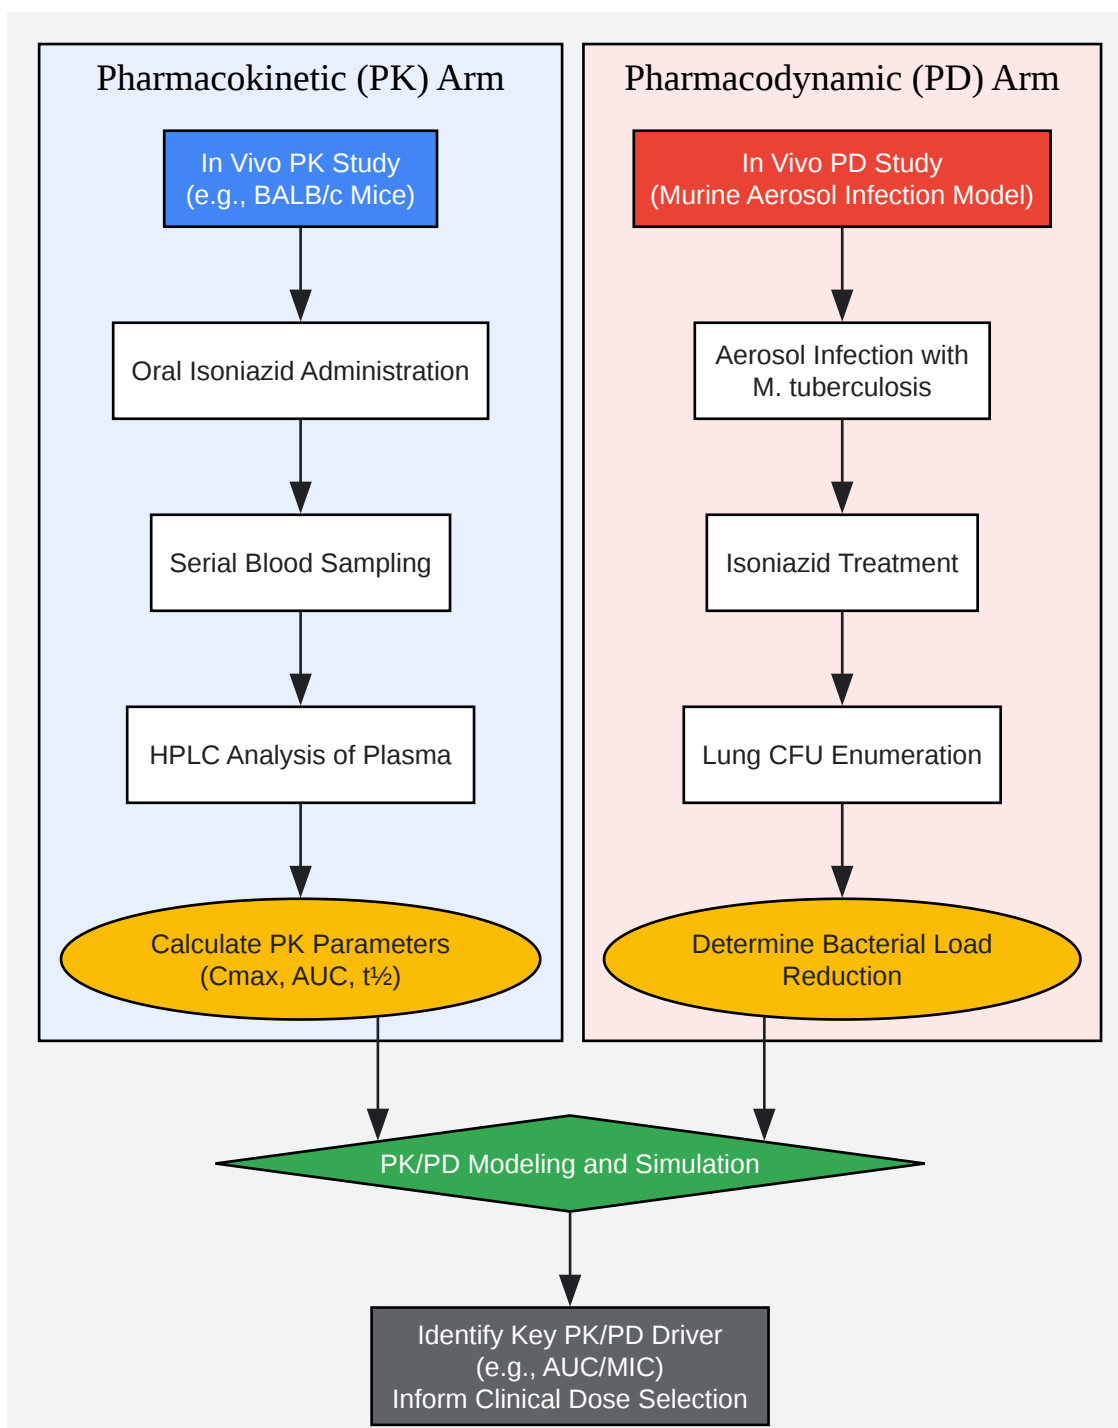 Pharmacokinetic (PK) Arm
In Vivo PK Study
(e.g., BALB/c Mice)
Oral Isoniazid Administration
Serial Blood Sampling
HPLC Analysis of Plasma
Calculate PK Parameters
(Cmax, AUC, t½)
Pharmacodynamic (PD) Arm
In Vivo PD Study
(Murine Aerosol Infection Model)
Aerosol Infection with
M. tuberculosis
Isoniazid Treatment
Lung CFU Enumeration
Determine Bacterial Load
Reduction
PK/PD Modeling and Simulation
Identify Key PK/PD Driver
(e.g., AUC/MIC)
Inform Clinical Dose Selection